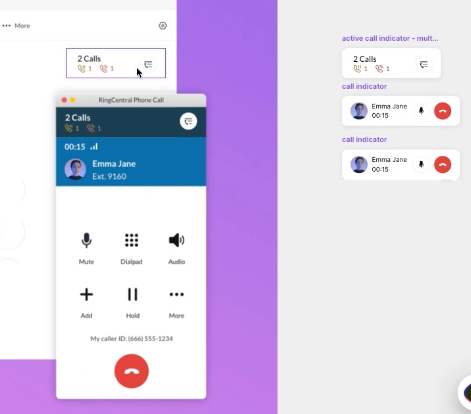 More
2 Calls
1 1
RingCentral Phone Call
2 Calls
1 1
00:15
Emma Jane
Ext. 9160
Mute Dialpad Audio
Add Hold More
My caller ID: (666) 555-1234
active call indicator - mult...
2 Calls
1 1
call indicator
Emma Jane
00:15
call indicator
Emma Jane
00:15